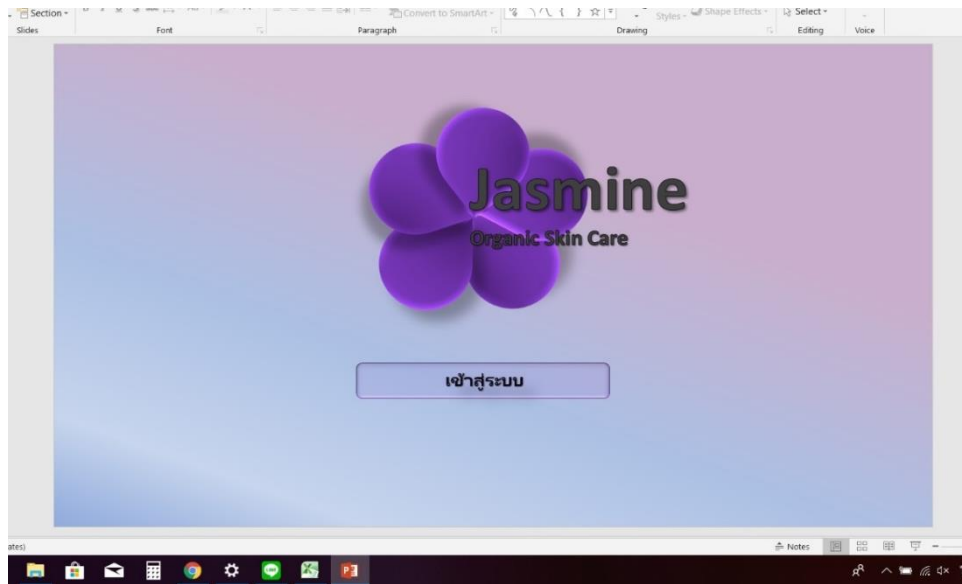 Section
Convert to SmartArt
Styles
Shape Effects
Select
Slides
Font
Paragraph
Drawing
Editing
Voice
Jasmine
Organic Skin Care
เข้าสู่ระบบ
ates)
Notes